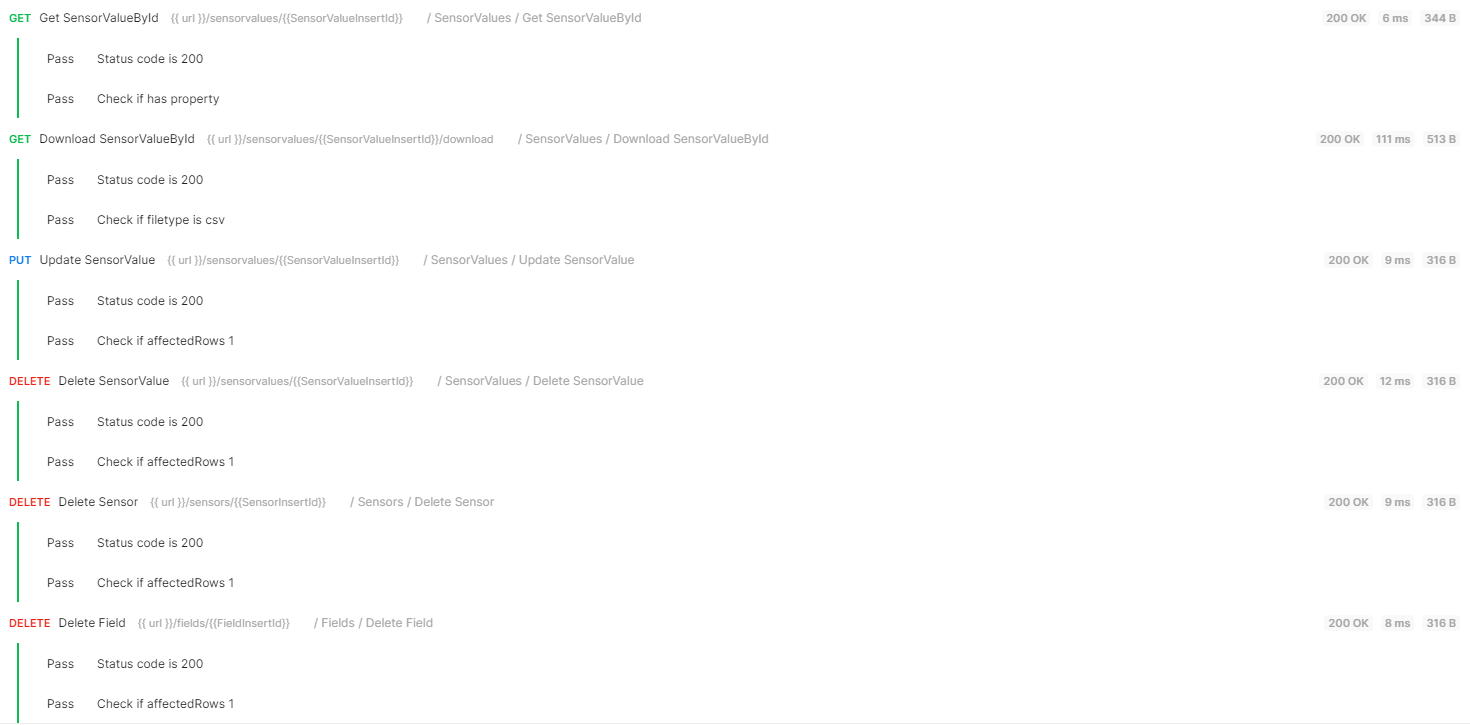 GET Get SensorValueById {{ url }}/sensorvalues/{{SensorValueInsertId}} / SensorValues / Get SensorValueById 200 OK 6 ms 344 B
Pass Status code is 200
Pass Check if has property
GET Download SensorValueById {{ url }}/sensorvalues/{{SensorValueInsertId}}/download / SensorValues / Download SensorValueById 200 OK 111 ms 513 B
Pass Status code is 200
Pass Check if filetype is csv
PUT Update SensorValue {{ url }}/sensorvalues/{{SensorValueInsertId}} / SensorValues / Update SensorValue 200 OK 9 ms 316 B
Pass Status code is 200
Pass Check if affectedRows 1
DELETE Delete SensorValue {{ url }}/sensorvalues/{{SensorValueInsertId}} / SensorValues / Delete SensorValue 200 OK 12 ms 316 B
Pass Status code is 200
Pass Check if affectedRows 1
DELETE Delete Sensor {{ url }}/sensors/{{SensorInsertId}} / Sensors / Delete Sensor 200 OK 9 ms 316 B
Pass Status code is 200
Pass Check if affectedRows 1
DELETE Delete Field {{ url }}/fields/{{FieldInsertId}} / Fields / Delete Field 200 OK 8 ms 316 B
Pass Status code is 200
Pass Check if affectedRows 1